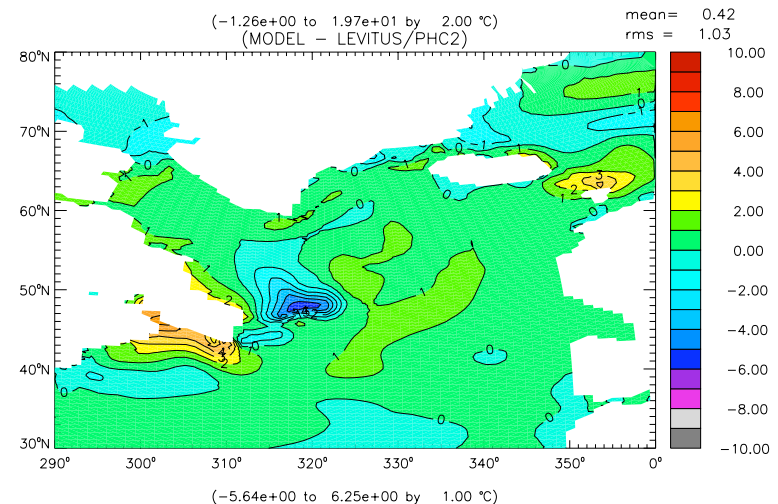 (-1.26e+00 to 1.97e+01 by 2.00 °C)
(MODEL - LEVITUS/PHC2)
mean= 0.42
rms = 1.03
80°N
70°N
60°N
50°N
40°N
30°N
290°
300°
310°
320°
330°
340°
350°
0°
10.00
8.00
6.00
4.00
2.00
0.00
-2.00
-4.00
-6.00
-8.00
-10.00
(-5.64e+00 to 6.25e+00 by 1.00 °C)